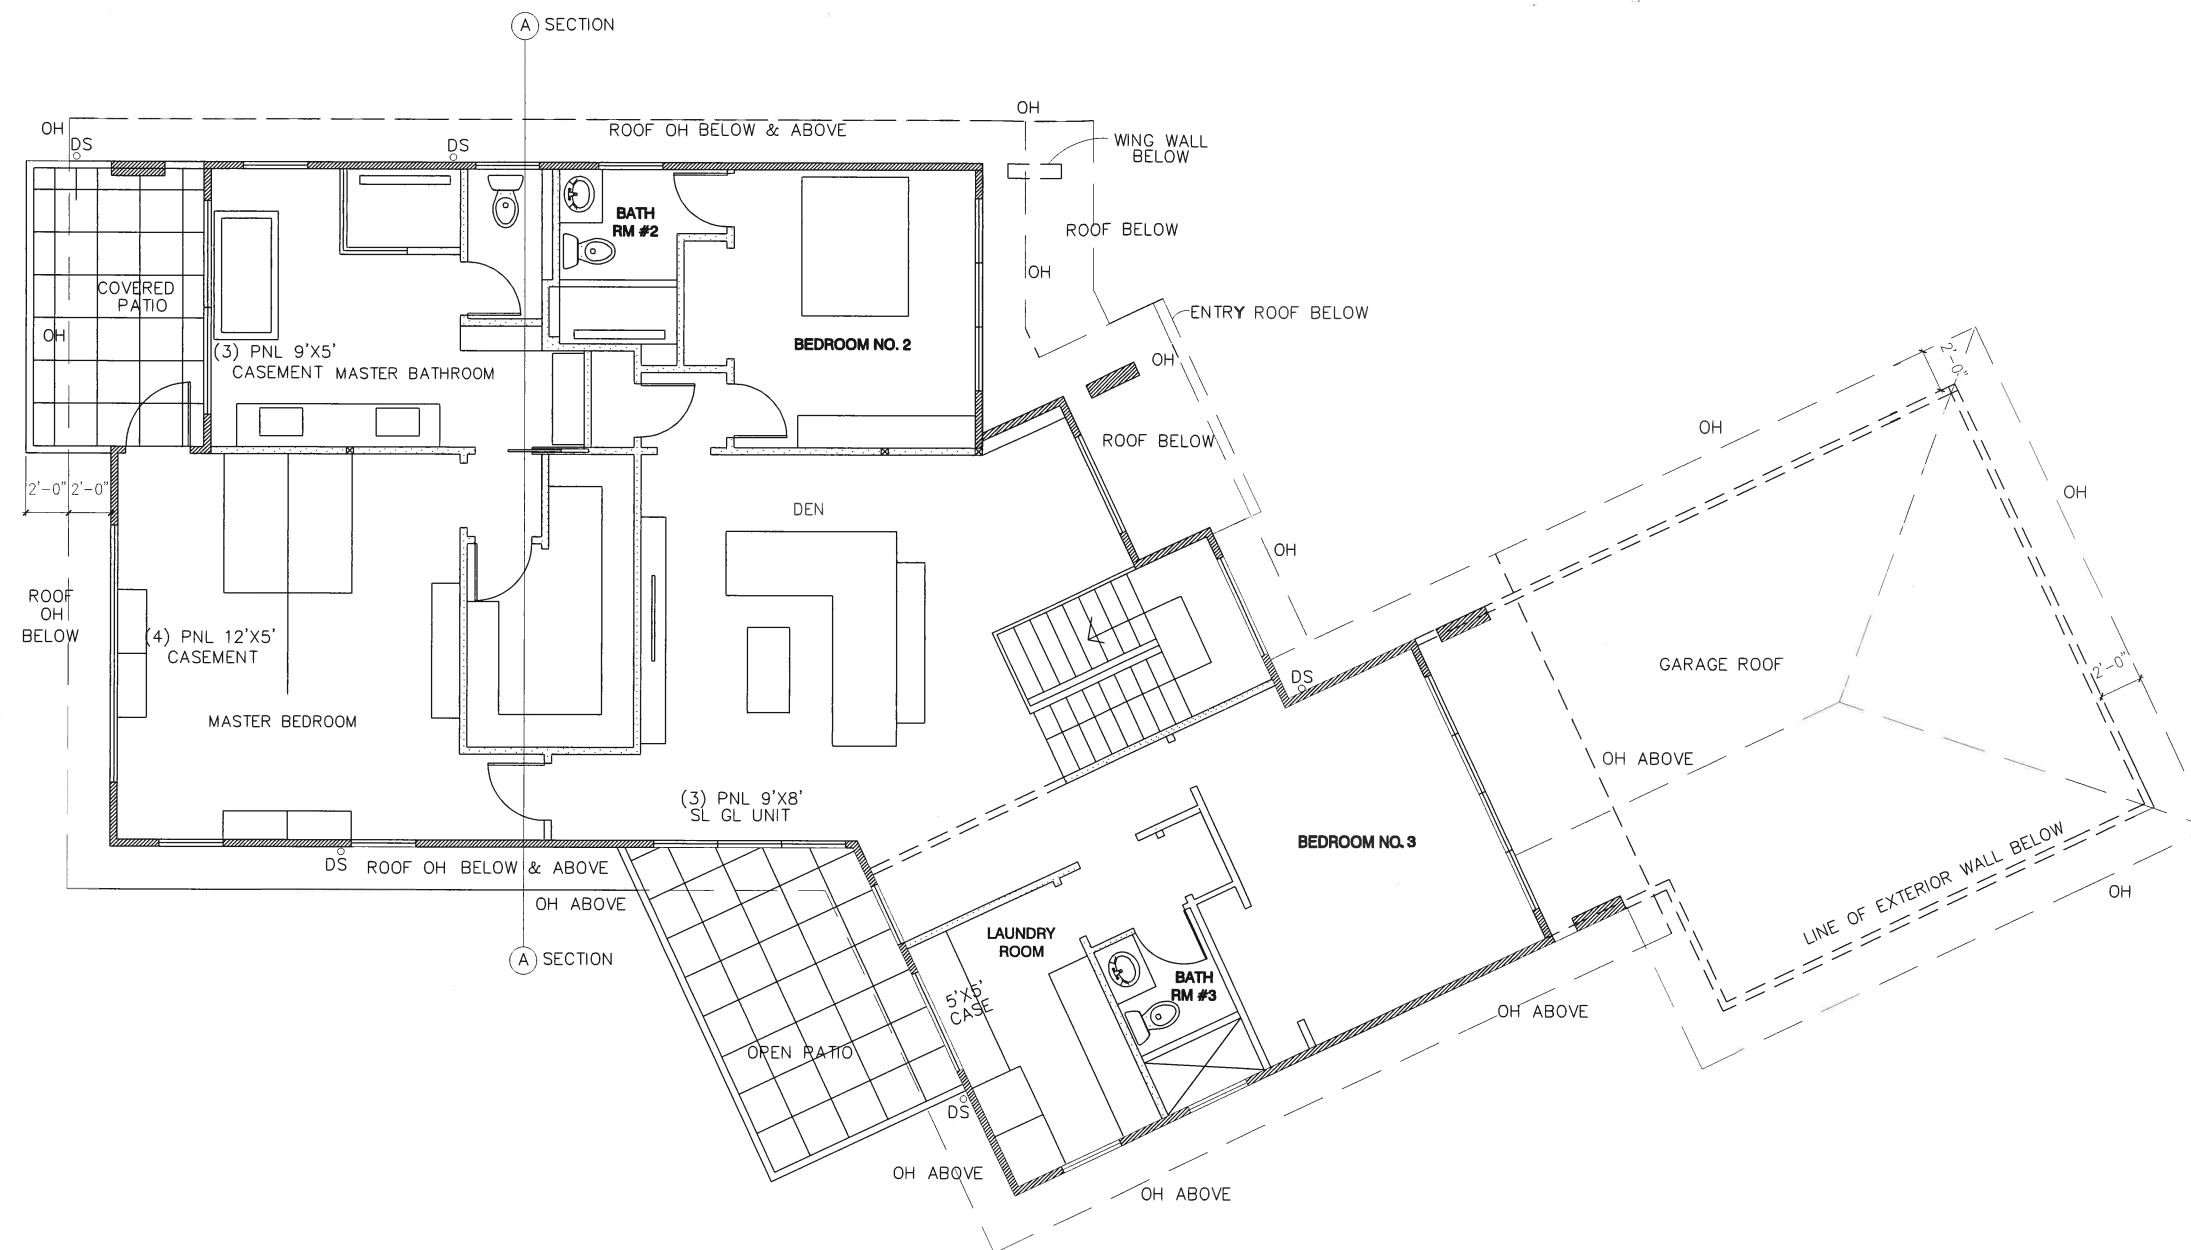 A SECTION
OH
OH
ROOF OH BELOW & ABOVE
DS
DS
WING WALL
BELOW
BATH
RM #2
ROOF BELOW
OH
COVERED
PATIO
ENTRY ROOF BELOW
OH
(3) PNL 9'X5'
CASEMENT MASTER BATHROOM
BEDROOM NO. 2
OH
2'-0"
OH
ROOF BELOW
2'-0" 2'-0"
OH
DEN
OH
ROOF
OH
BELOW
(4) PNL 12'X5'
CASEMENT
GARAGE ROOF
2'-0"
DS
MASTER BEDROOM
OH ABOVE
(3) PNL 9'X8'
SL GL UNIT
BEDROOM NO. 3
LINE OF EXTERIOR WALL BELOW
DS
ROOF OH BELOW & ABOVE
OH ABOVE
OH
LAUNDRY
ROOM
A SECTION
BATH
RM #3
5'X5'
CASE
OH ABOVE
OPEN PATIO
DS
OH ABOVE
OH ABOVE